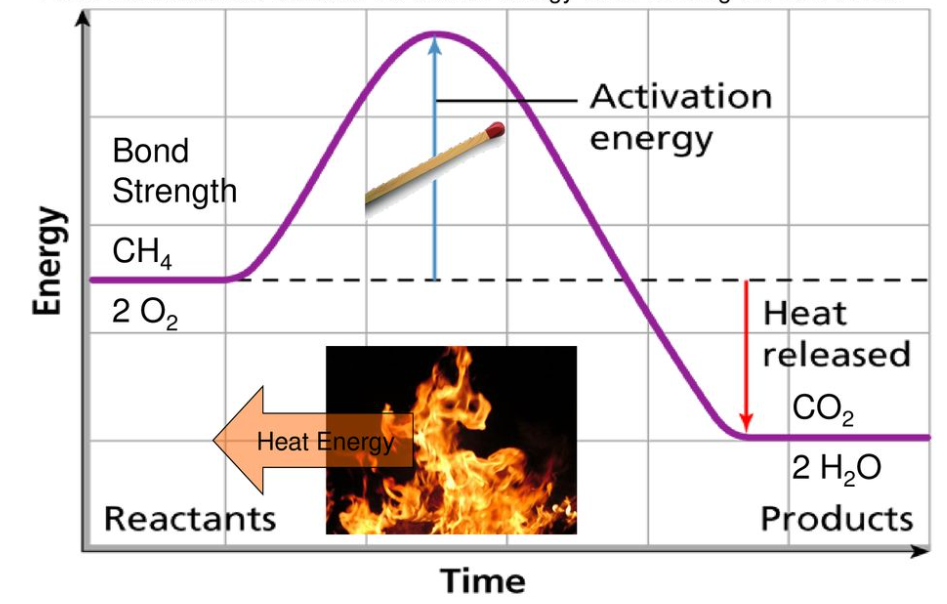 Activation
energy
Bond
Strength
CH₄
2 O₂
Energy
Heat
released
CO₂
2 H₂O
Heat Energy
Reactants
Products
Time